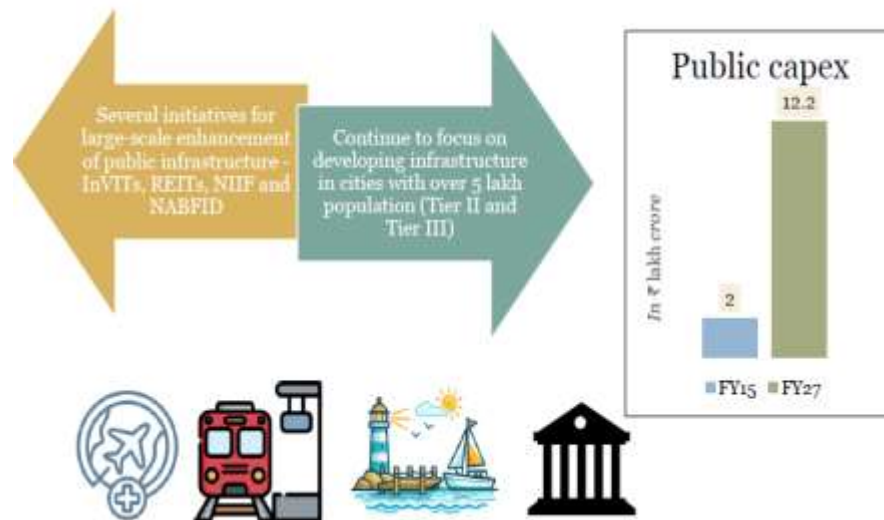 Several initiatives for
large-scale enhancement
of public infrastructure -
InVITs, REITs, NIIF and
NABFID
Continue to focus on
developing infrastructure
in cities with over 5 lakh
population (Tier II and
Tier III)
Public capex
12.2
2
In ₹ lakh crore
FY15 FY27